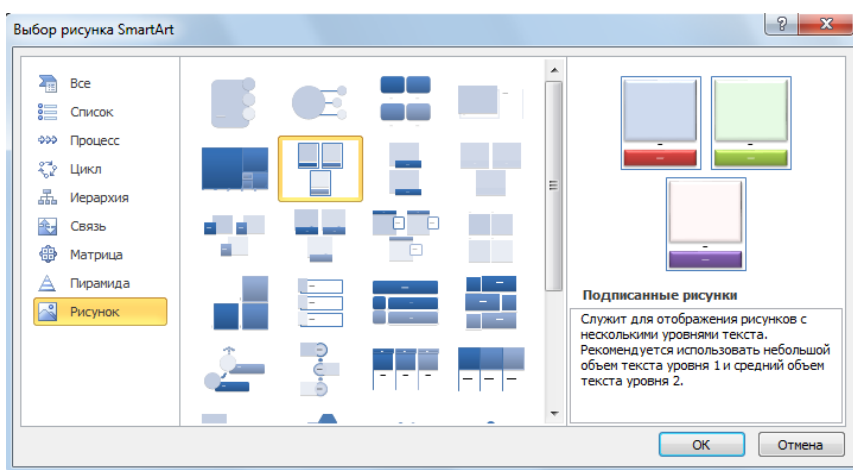 Выбор рисунка SmartArt
Все
Список
Процесс
Цикл
Иерархия
Связь
Матрица
Пирамида
Рисунок
Подписанные рисунки
Служит для отображения рисунков с
несколькими уровнями текста.
Рекомендуется использовать небольшой
объем текста уровня 1 и средний объем
текста уровня 2.
ОК
Отмена